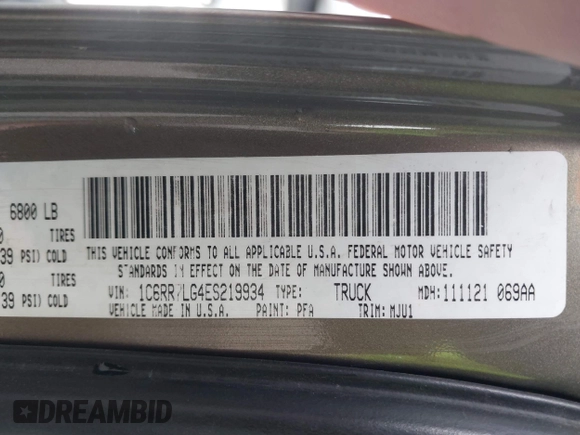 6800 LB
0 TIRES
39 PSI) COLD
0 TIRES
39 PSI) COLD
THIS VEHICLE CONFORMS TO ALL APPLICABLE U.S.A. FEDERAL MOTOR VEHICLE SAFETY
STANDARDS IN EFFECT ON THE DATE OF MANUFACTURE SHOWN ABOVE.
VIN: 1C6RR7LG4ES219934 TYPE: TRUCK MDH: 111121 069AA
VEHICLE MADE IN U.S.A. PAINT: PFA TRIM: MJU1
DREAMBID